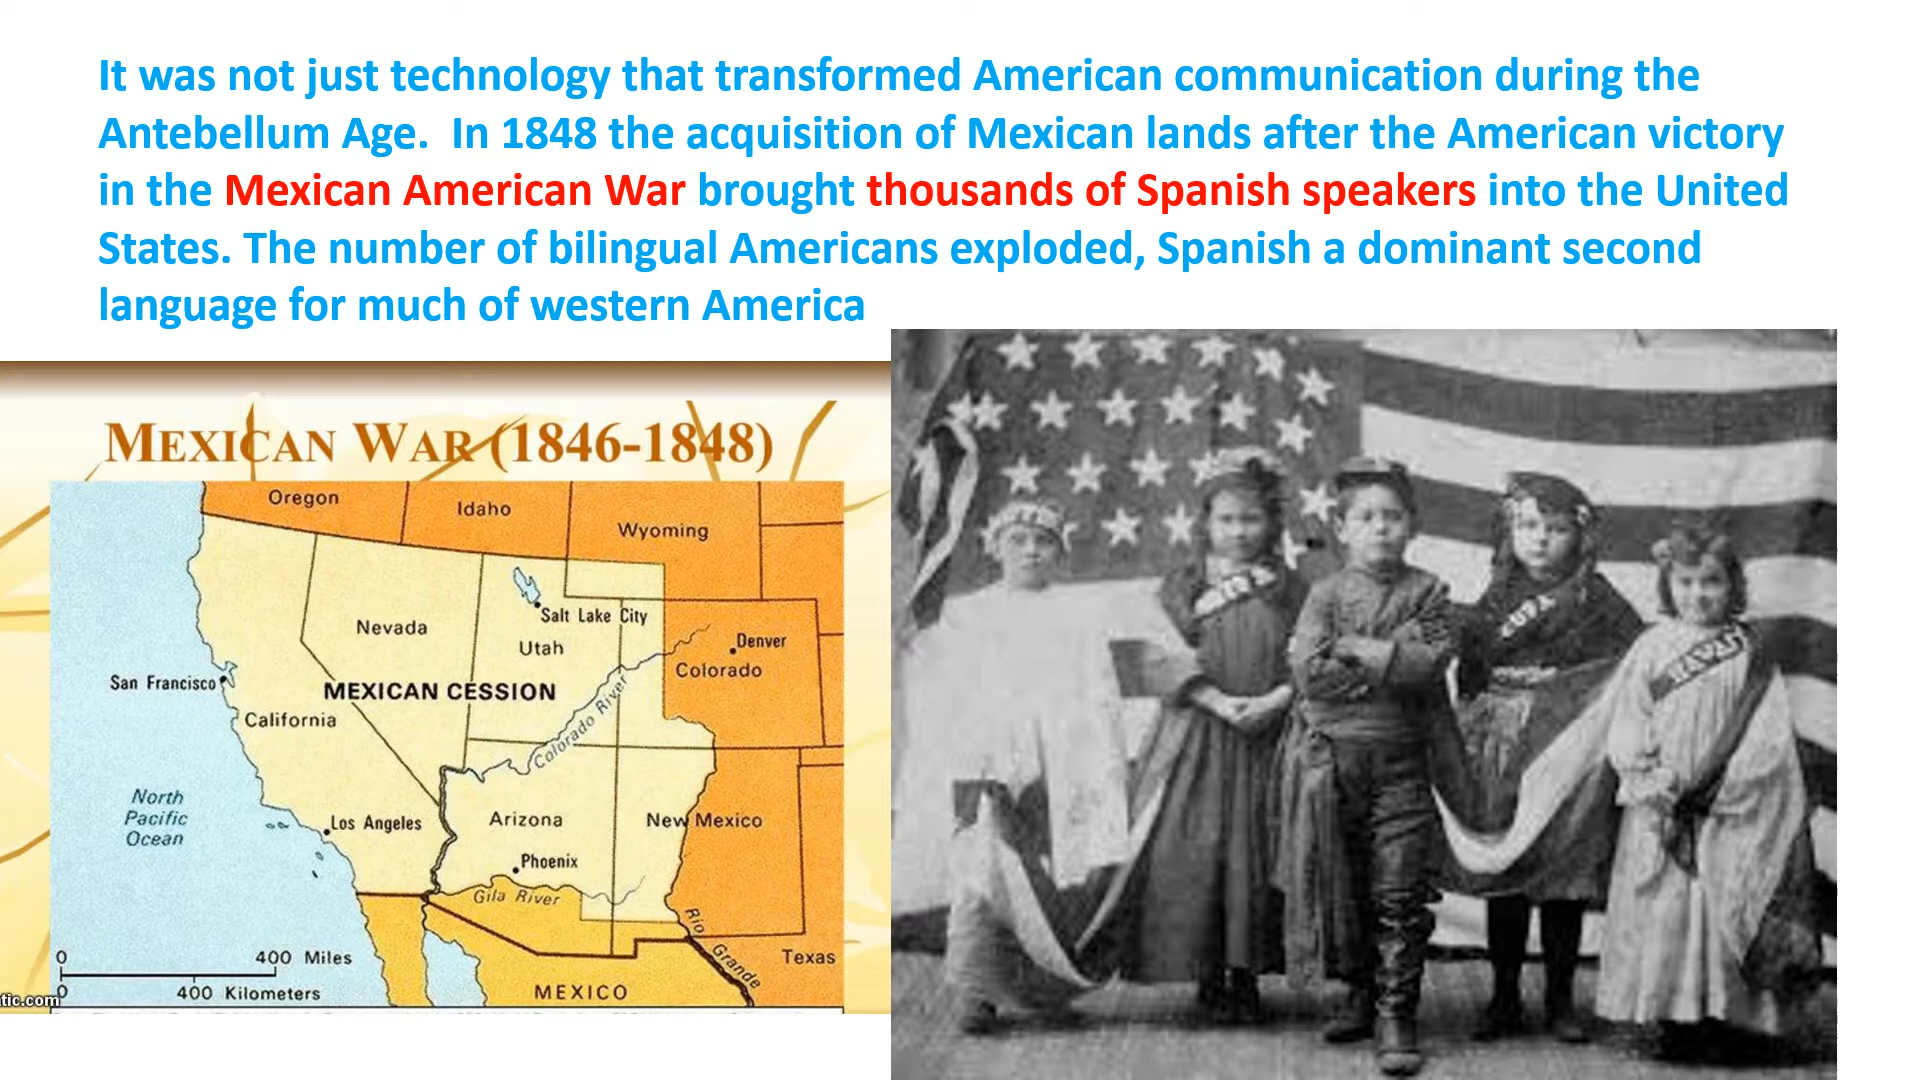 It was not just technology that transformed American communication during the
Antebellum Age.  In 1848 the acquisition of Mexican lands after the American victory
in the Mexican American War brought thousands of Spanish speakers into the United
States. The number of bilingual Americans exploded, Spanish a dominant second
language for much of western America
MEXICAN WAR (1846-1848)
Oregon
Idaho
Wyoming
Salt Lake City
Nevada
Utah
Denver
Colorado
San Francisco
MEXICAN CESSION
California
Colorado River
North
Pacific
Ocean
Los Angeles
Arizona
New Mexico
Phoenix
Gila River
Rio Grande
Texas
0 400 Miles
0 400 Kilometers
MEXICO
tic.com
CUBA